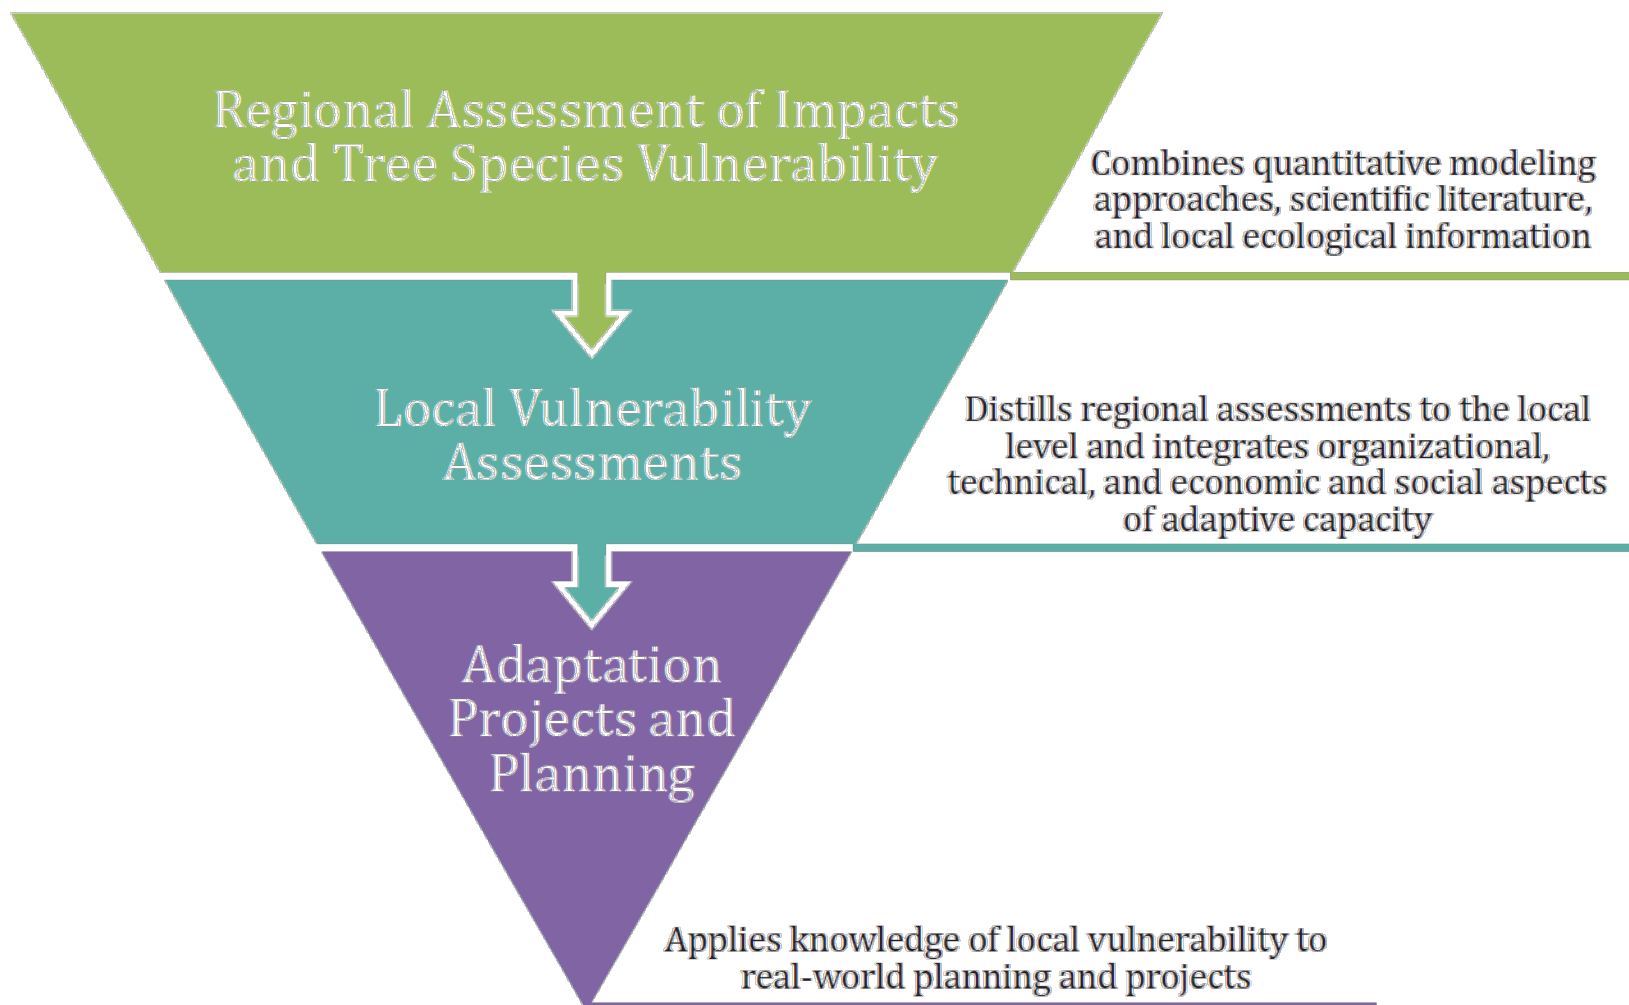 Regional Assessment of Impacts
and Tree Species Vulnerability
Combines quantitative modeling
approaches, scientific literature,
and local ecological information
Local Vulnerability
Assessments
Distills regional assessments to the local
level and integrates organizational,
technical, and economic and social aspects
of adaptive capacity
Adaptation
Projects and
Planning
Applies knowledge of local vulnerability to
real-world planning and projects